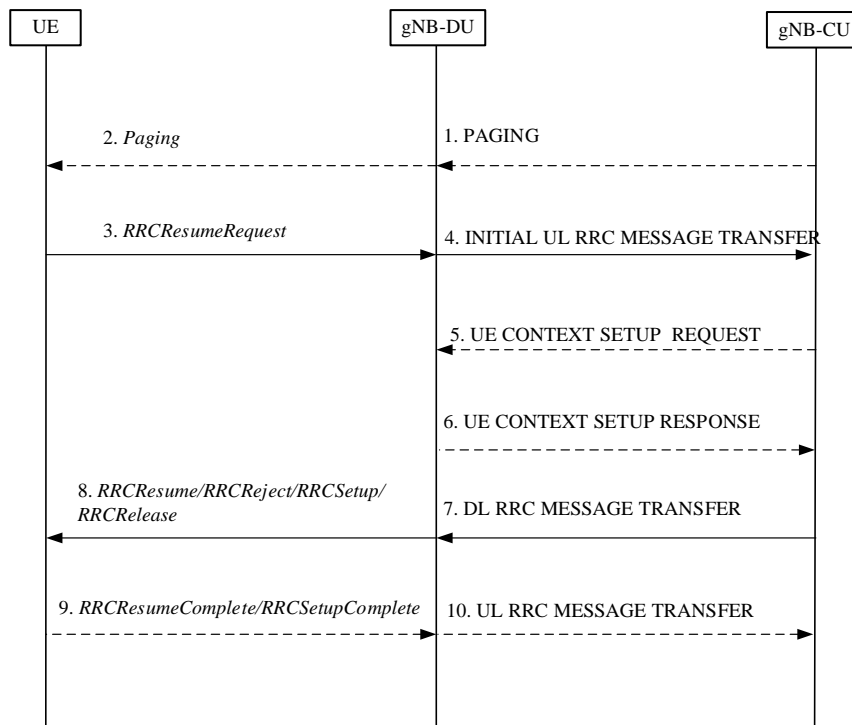 UE
gNB-DU
gNB-CU
2. Paging
1. PAGING
3. RRCResumeRequest
4. INITIAL UL RRC MESSAGE TRANSFER
5. UE CONTEXT SETUP REQUEST
6. UE CONTEXT SETUP RESPONSE
8. RRCResume/RRCReject/RRCSetup/
RRCRelease
7. DL RRC MESSAGE TRANSFER
9. RRCResumeComplete/RRCSetupComplete
10. UL RRC MESSAGE TRANSFER